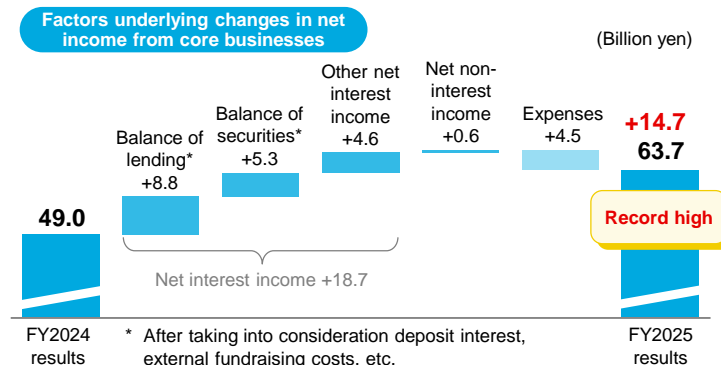 Factors underlying changes in net
income from core businesses
(Billion yen)
Balance of
lending*
+8.8
Balance of
securities*
+5.3
Other net
interest
income
+4.6
Net non-
interest
income
+0.6
Expenses
+4.5
+14.7
63.7
49.0
Record high
Net interest income +18.7
FY2024
results
* After taking into consideration deposit interest,
external fundraising costs, etc.
FY2025
results